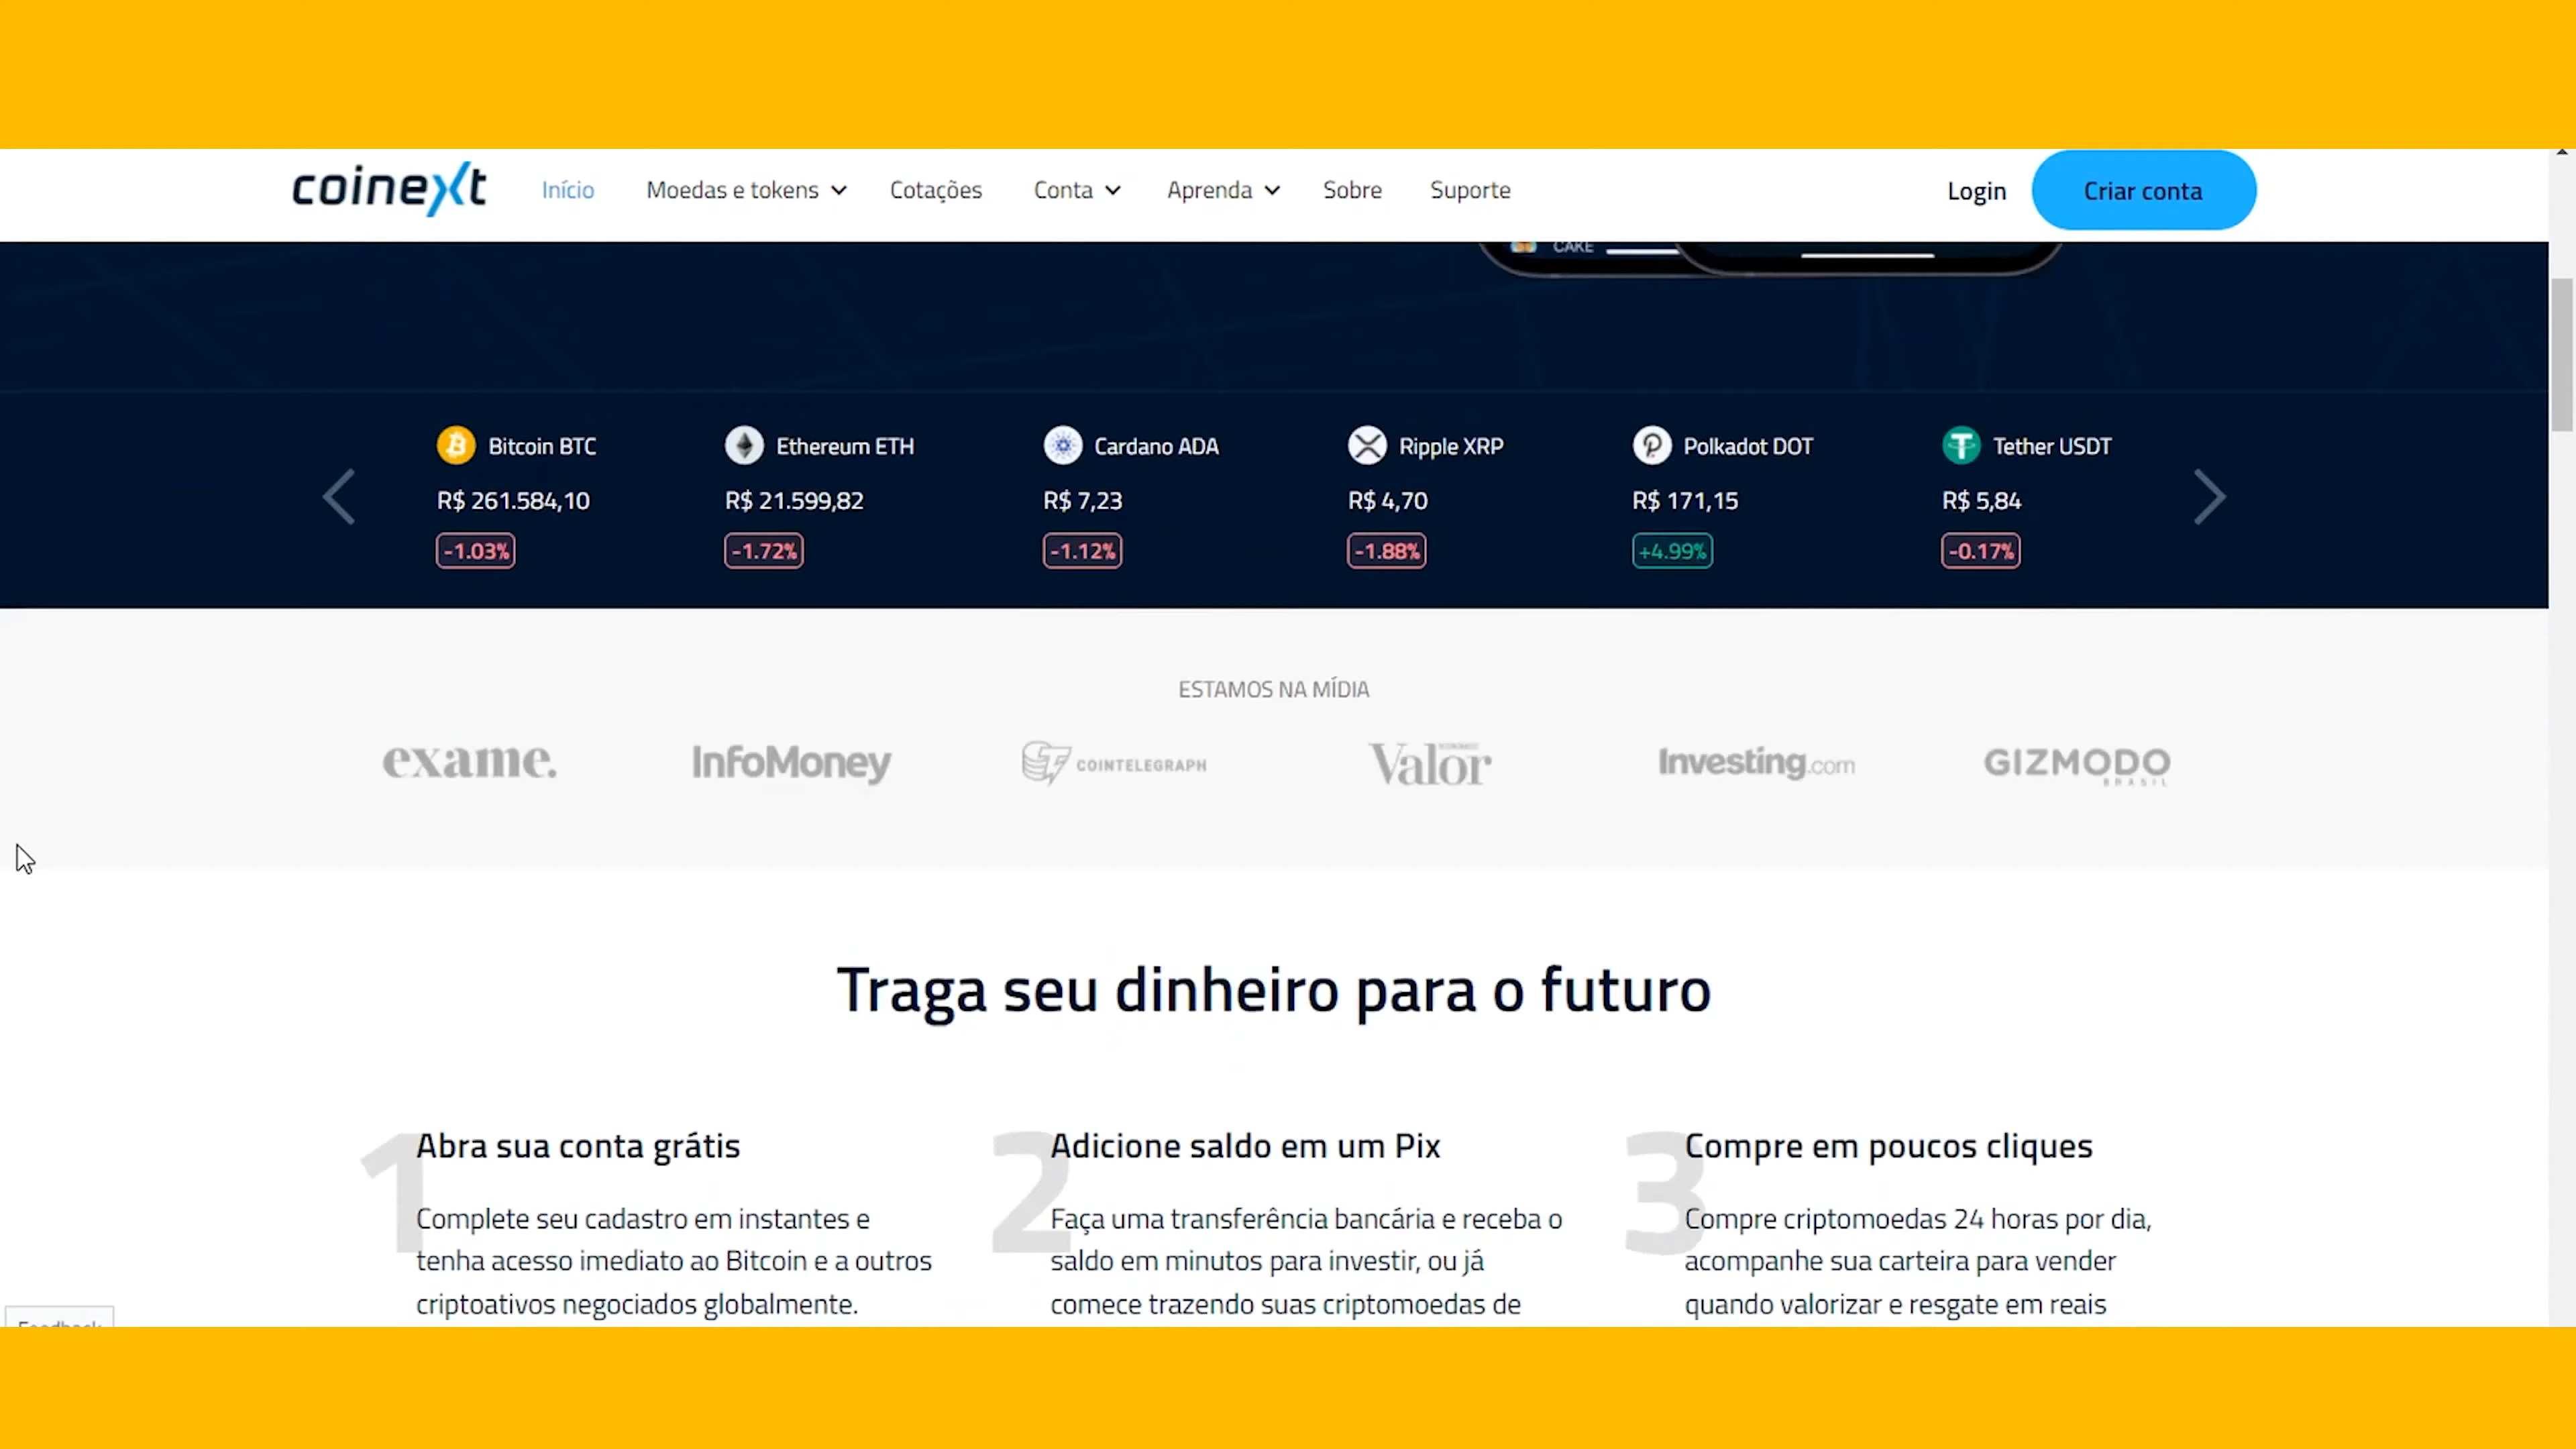 coinext
Início
Moedas e tokens
Cotações
Conta
Aprenda
Sobre
Suporte
Login
Criar conta
CAKE
Bitcoin BTC
R$ 261.584,10
-1.03%
Ethereum ETH
R$ 21.599,82
-1.72%
Cardano ADA
R$ 7,23
-1.12%
Ripple XRP
R$ 4,70
-1.88%
Polkadot DOT
R$ 171,15
+4.99%
Tether USDT
R$ 5,84
-0.17%
ESTAMOS NA MÍDIA
exame.
InfoMoney
COINTELEGRAPH
Valor
Investing.com
GIZMODO
BRASIL
Traga seu dinheiro para o futuro
1
Abra sua conta grátis
Complete seu cadastro em instantes e
tenha acesso imediato ao Bitcoin e a outros
criptoativos negociados globalmente.
2
Adicione saldo em um Pix
Faça uma transferência bancária e receba o
saldo em minutos para investir, ou já
comece trazendo suas criptomoedas de
3
Compre em poucos cliques
Compre criptomoedas 24 horas por dia,
acompanhe sua carteira para vender
quando valorizar e resgate em reais
Feedback